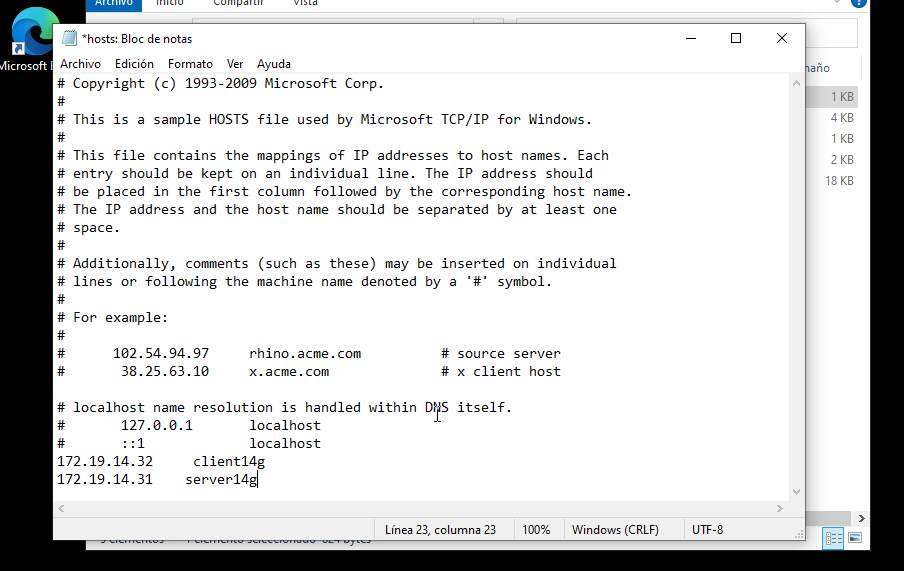 Archivo Inicio Compartir Vista
Microsoft
*hosts: Bloc de notas
Archivo Edición Formato Ver Ayuda
# Copyright (c) 1993-2009 Microsoft Corp.
#
# This is a sample HOSTS file used by Microsoft TCP/IP for Windows.
#
# This file contains the mappings of IP addresses to host names. Each
# entry should be kept on an individual line. The IP address should
# be placed in the first column followed by the corresponding host name.
# The IP address and the host name should be separated by at least one
# space.
#
# Additionally, comments (such as these) may be inserted on individual
# lines or following the machine name denoted by a '#' symbol.
#
# For example:
#
#      102.54.94.97     rhino.acme.com          # source server
#       38.25.63.10     x.acme.com              # x client host

# localhost name resolution is handled within DNS itself.
#       127.0.0.1       localhost
#       ::1             localhost
172.19.14.32     client14g
172.19.14.31    server14g
Línea 23, columna 23 100% Windows (CRLF) UTF-8
maño
1 KB
4 KB
1 KB
2 KB
18 KB
elementos 1 elemento seleccionado 824 bytes